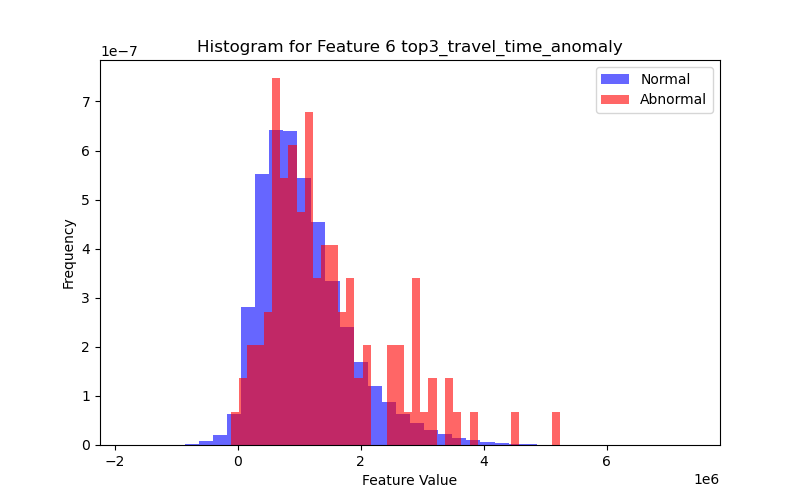 Histogram for Feature 6 top3_travel_time_anomaly
1e−7
Normal
Abnormal
7
6
5
4
3
2
1
0
Frequency
−2
0
2
4
6
1e6
Feature Value